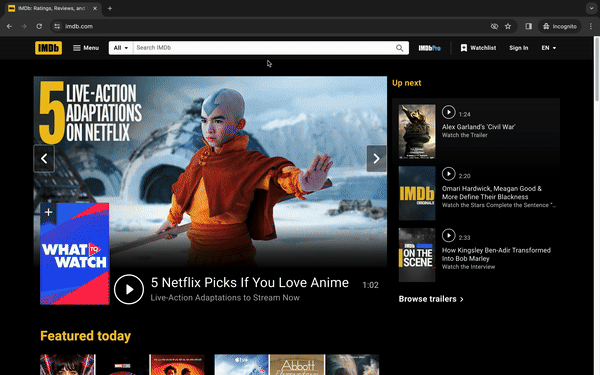 IMDb: Ratings, Reviews, and
imdb.com
Incognito
IMDb
Menu
All
Search IMDb
IMDbPro
Watchlist
Sign In
EN
5 LIVE-ACTION
ADAPTATIONS
ON NETFLIX
WHAT
TO
WATCH
5 Netflix Picks If You Love Anime
1:02
Live-Action Adaptations to Stream Now
Up next
1:24
Alex Garland's 'Civil War'
Watch the Trailer
IMDb
ORIGINALS
2:20
Omari Hardwick, Meagan Good &
More Define Their Blackness
Watch the Stars Complete the Sentence "...
IMDb
ON THE
SCENE
2:33
How Kingsley Ben-Adir Transformed
Into Bob Marley
Watch the Interview
Browse trailers
Featured today
Abbott